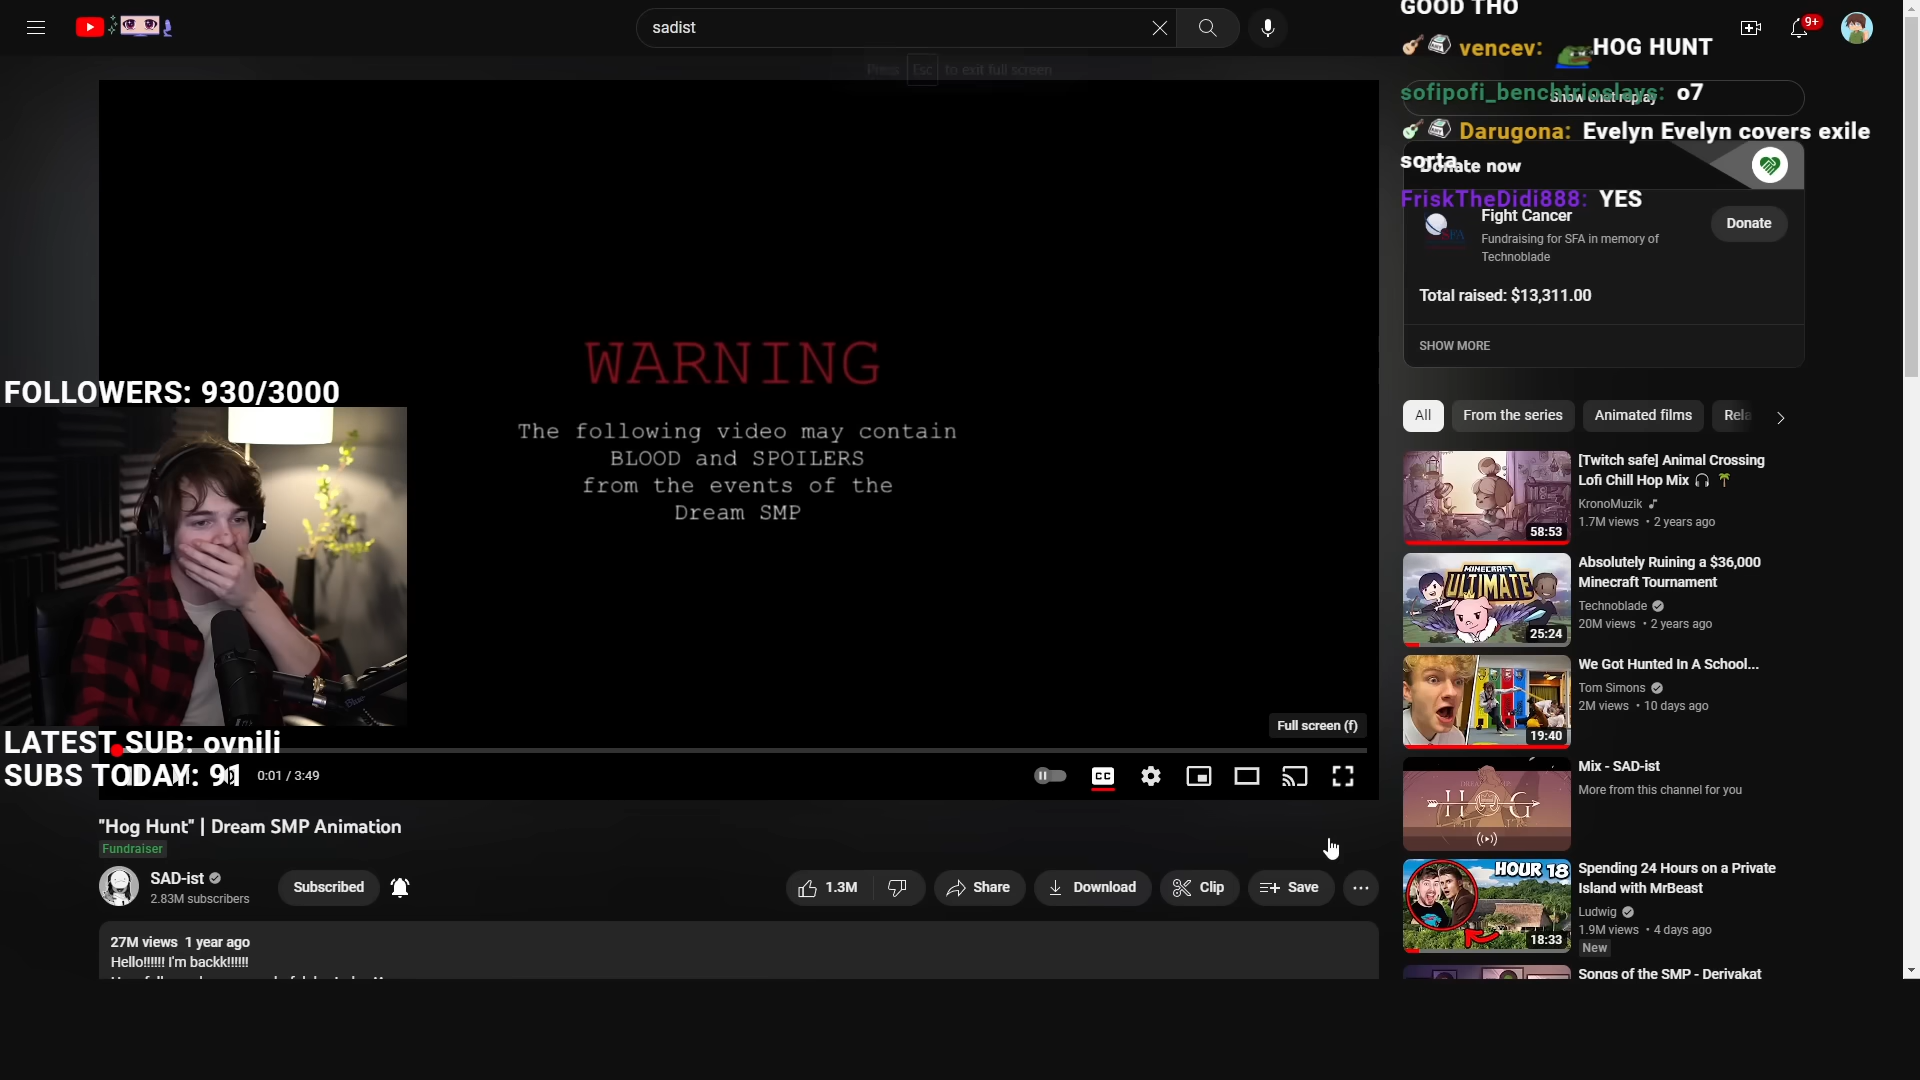 sadist
Press Esc to exit full screen
GOOD THO
vencev: HOG HUNT
9+
sofipofi_benchtrioslays: o7
Show chat replay
Darugona: Evelyn Evelyn covers exile
sorta
Donate now
FriskTheDidi888: YES
Fight Cancer
Fundraising for SFA in memory of
Technoblade
Donate
Total raised: $13,311.00
SHOW MORE
WARNING
The following video may contain
BLOOD and SPOILERS
from the events of the
Dream SMP
FOLLOWERS: 930/3000
Blue
LATEST SUB: ovnili
SUBS TODAY: 91
Full screen (f)
0:01 / 3:49
CC
"Hog Hunt" | Dream SMP Animation
Fundraiser
SAD-ist
2.83M subscribers
Subscribed
1.3M
Share
Download
Clip
Save
27M views 1 year ago
Hello!!!!!! I'm backk!!!!!!
All
From the series
Animated films
Rela
[Twitch safe] Animal Crossing
Lofi Chill Hop Mix
KronoMuzik
1.7M views • 2 years ago
58:53
MINECRAFT
ULTIMATE
25:24
Absolutely Ruining a $36,000
Minecraft Tournament
Technoblade
20M views • 2 years ago
19:40
We Got Hunted In A School...
Tom Simons
2M views • 10 days ago
HOG
Mix - SAD-ist
More from this channel for you
HOUR 18
18:33
Spending 24 Hours on a Private
Island with MrBeast
Ludwig
1.9M views • 4 days ago
New
Songs of the SMP - Derivakat